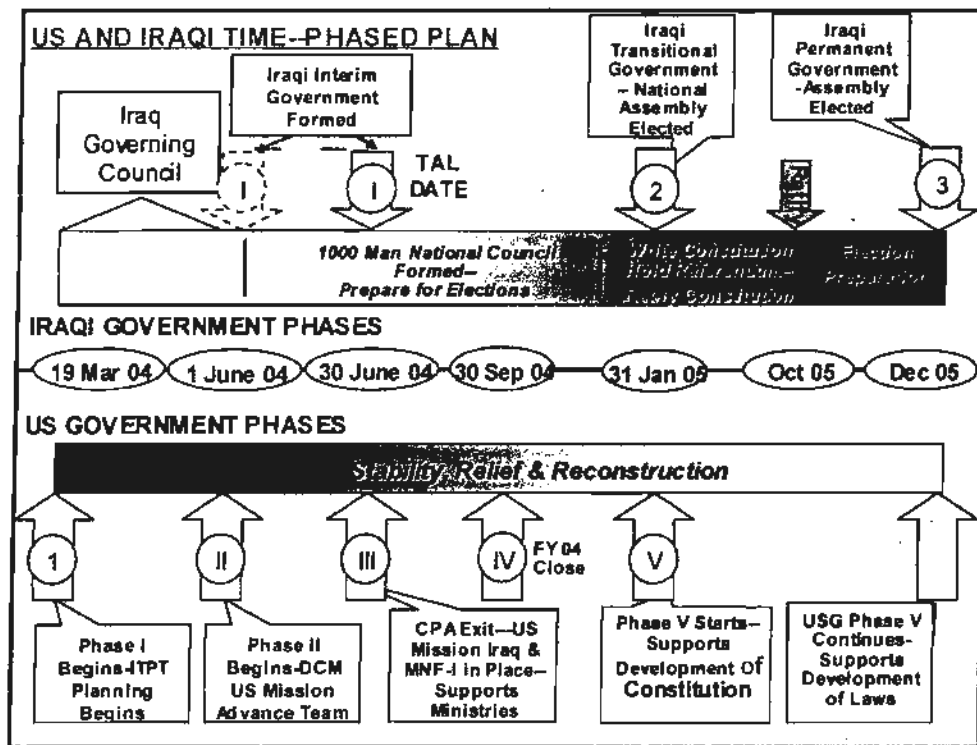 US AND IRAQI TIME--PHASED PLAN
Iraq
Governing
Council
Iraqi Interim
Government
Formed
Iraqi
Transitional
Government
– National
Assembly
Elected
Iraqi
Permanent
Government
-Assembly
Elected
I
I
TAL
DATE
2
3
1000 Man National Council
Formed–
Prepare for Elections
Write Constitution
Hold Referendum–
Constitution
Election
Preparation
IRAQI GOVERNMENT PHASES
19 Mar 04
1 June 04
30 June 04
30 Sep 04
31 Jan 05
Oct 05
Dec 05
US GOVERNMENT PHASES
Stability, Relief & Reconstruction
1
II
III
IV
FY04
Close
V
Phase I
Begins-ITPT
Planning
Begins
Phase II
Begins-DCM
US Mission
Advance Team
CPA Exit—US
Mission Iraq &
MNF-I in Place–
Supports
Ministries
Phase V Starts–
Supports
Development of
Constitution
USG Phase V
Continues-
Supports
Development
of Laws